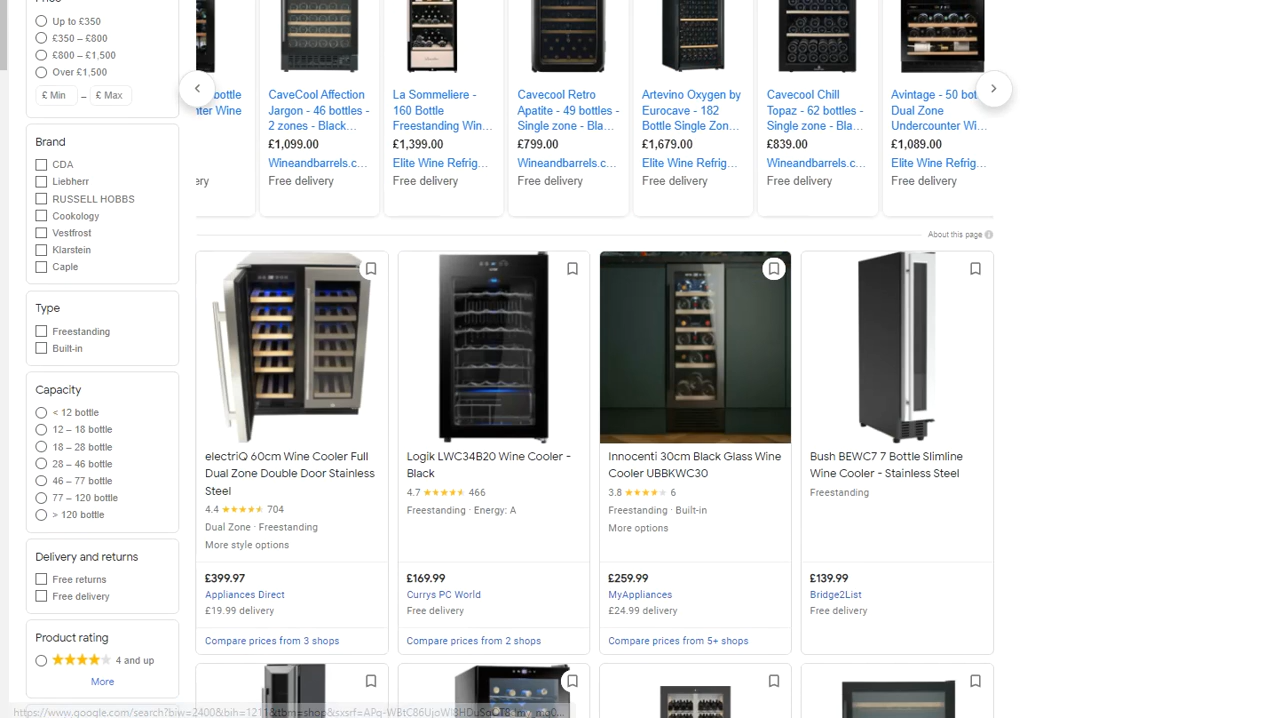 Up to £350
£350 – £800
£800 – £1,500
Over £1,500
£ Min – £ Max
Brand
CDA
Liebherr
RUSSELL HOBBS
Cookology
Vestfrost
Klarstein
Caple
Type
Freestanding
Built-in
Capacity
< 12 bottle
12 – 18 bottle
18 – 28 bottle
28 – 46 bottle
46 – 77 bottle
77 – 120 bottle
> 120 bottle
Delivery and returns
Free returns
Free delivery
Product rating
4 and up
More
bottle
Wine
CaveCool Affection
Jargon - 46 bottles -
2 zones - Black...
£1,099.00
Wineandbarrels.c...
Free delivery
La Sommeliere -
160 Bottle
Freestanding Win...
£1,399.00
Elite Wine Refrig...
Free delivery
Cavecool Retro
Apatite - 49 bottles -
Single zone - Bla...
£799.00
Wineandbarrels.c...
Free delivery
Artevino Oxygen by
Eurocave - 182
Bottle Single Zon...
£1,679.00
Elite Wine Refrig...
Free delivery
Cavecool Chill
Topaz - 62 bottles -
Single zone - Bla...
£839.00
Wineandbarrels.c...
Free delivery
Avintage - 50 bot
Dual Zone
Undercounter Wi...
£1,089.00
Elite Wine Refrig...
Free delivery
About this page
electriQ 60cm Wine Cooler Full
Dual Zone Double Door Stainless
Steel
4.4 704
Dual Zone · Freestanding
More style options
£399.97
Appliances Direct
£19.99 delivery
Compare prices from 3 shops
Logik LWC34B20 Wine Cooler -
Black
4.7 466
Freestanding · Energy: A
£169.99
Currys PC World
Free delivery
Compare prices from 2 shops
Innocenti 30cm Black Glass Wine
Cooler UBBKWC30
3.8 6
Freestanding · Built-in
More options
£259.99
MyAppliances
£24.99 delivery
Compare prices from 5+ shops
Bush BEWC7 7 Bottle Slimline
Wine Cooler - Stainless Steel
Freestanding
£139.99
Bridge2List
Free delivery